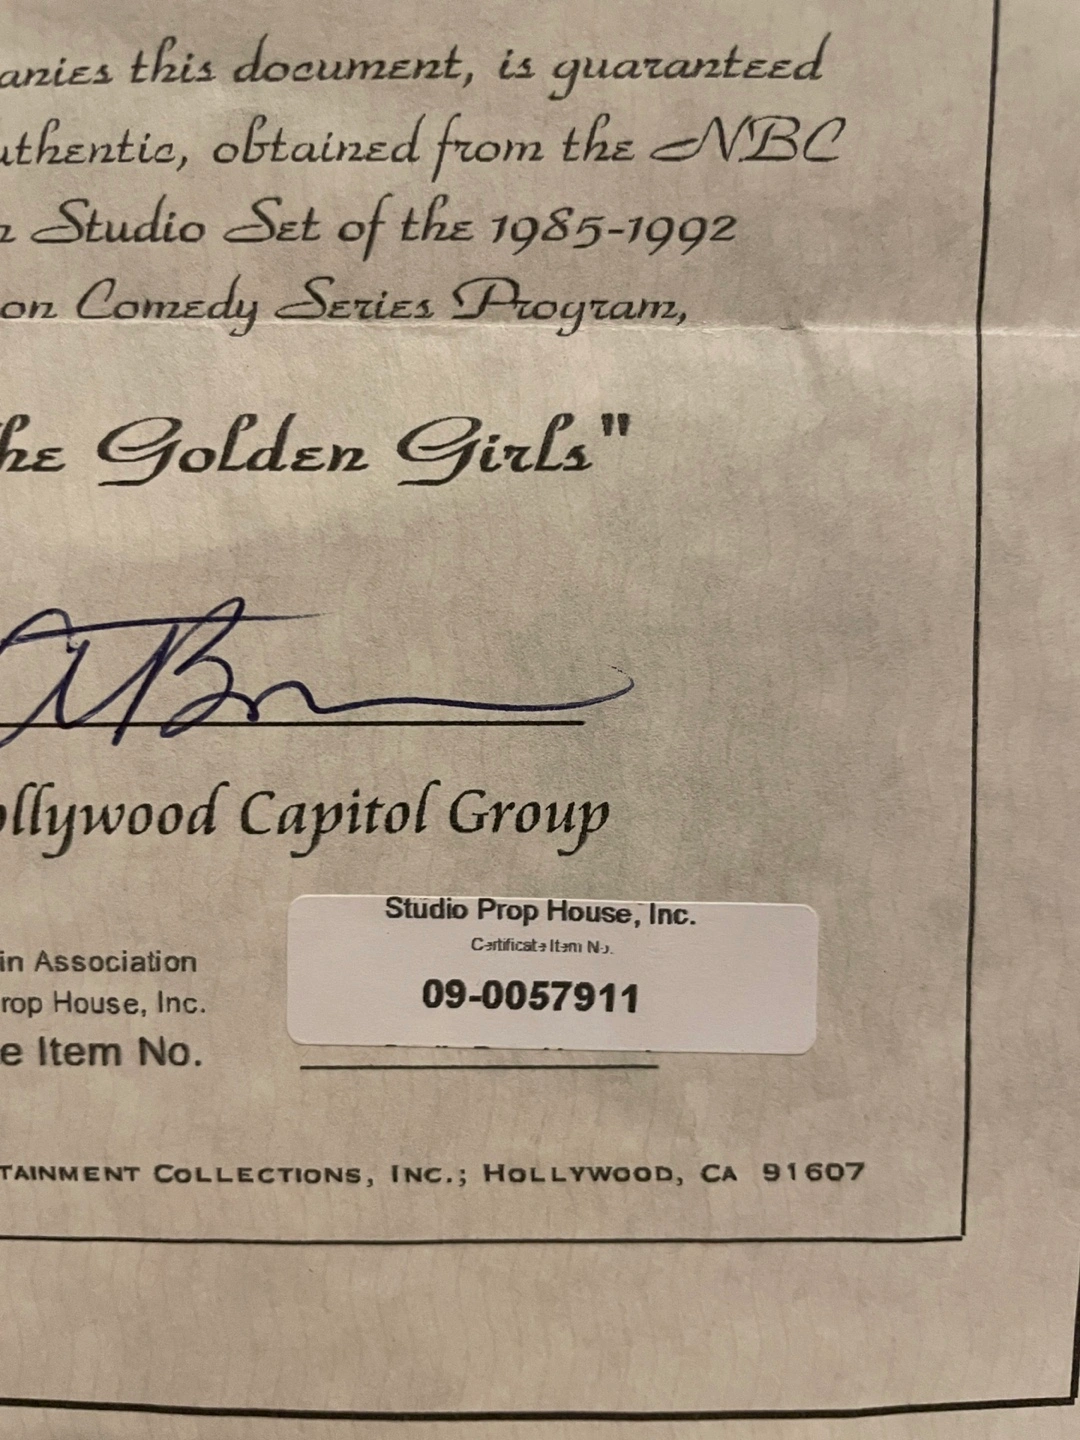 anies this document, is guaranteed
uthentic, obtained from the NBC
n Studio Set of the 1985-1992
on Comedy Series Program,
he Golden Girls"
ollywood Capitol Group
Studio Prop House, Inc.
Certificate Item No.
09-0057911
in Association
rop House, Inc.
e Item No.
TAINMENT COLLECTIONS, INC.; HOLLYWOOD, CA 91607